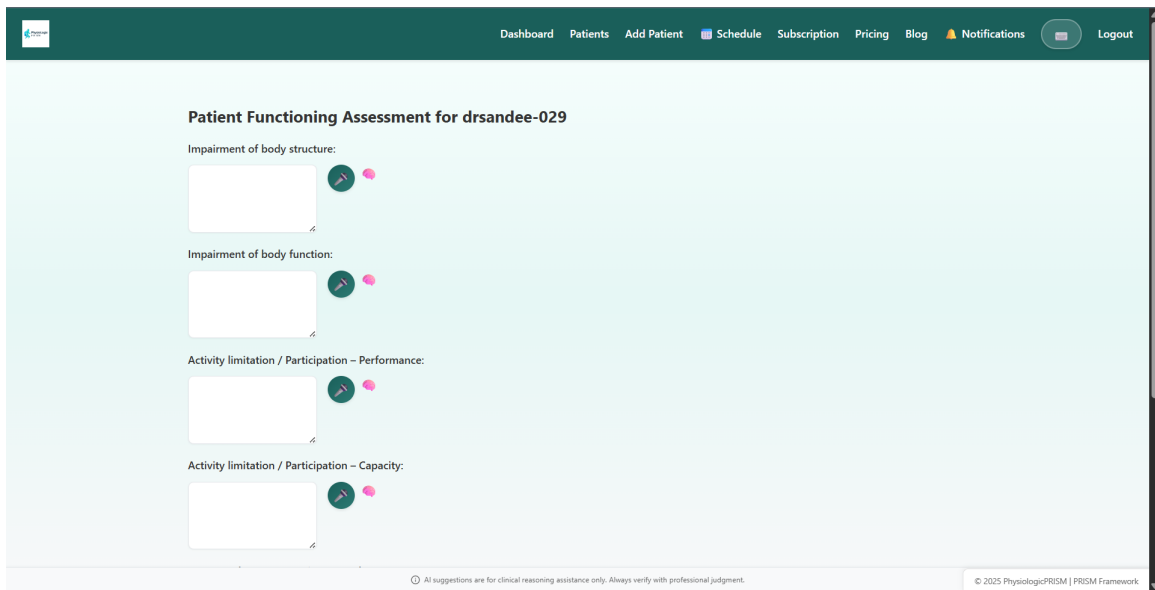 Dashboard Patients Add Patient Schedule Subscription Pricing Blog Notifications Logout
Patient Functioning Assessment for drsandee-029
Impairment of body structure:
Impairment of body function:
Activity limitation / Participation – Performance:
Activity limitation / Participation – Capacity:
AI suggestions are for clinical reasoning assistance only. Always verify with professional judgment.
© 2025 PhysiologicPRISM | PRISM Framework